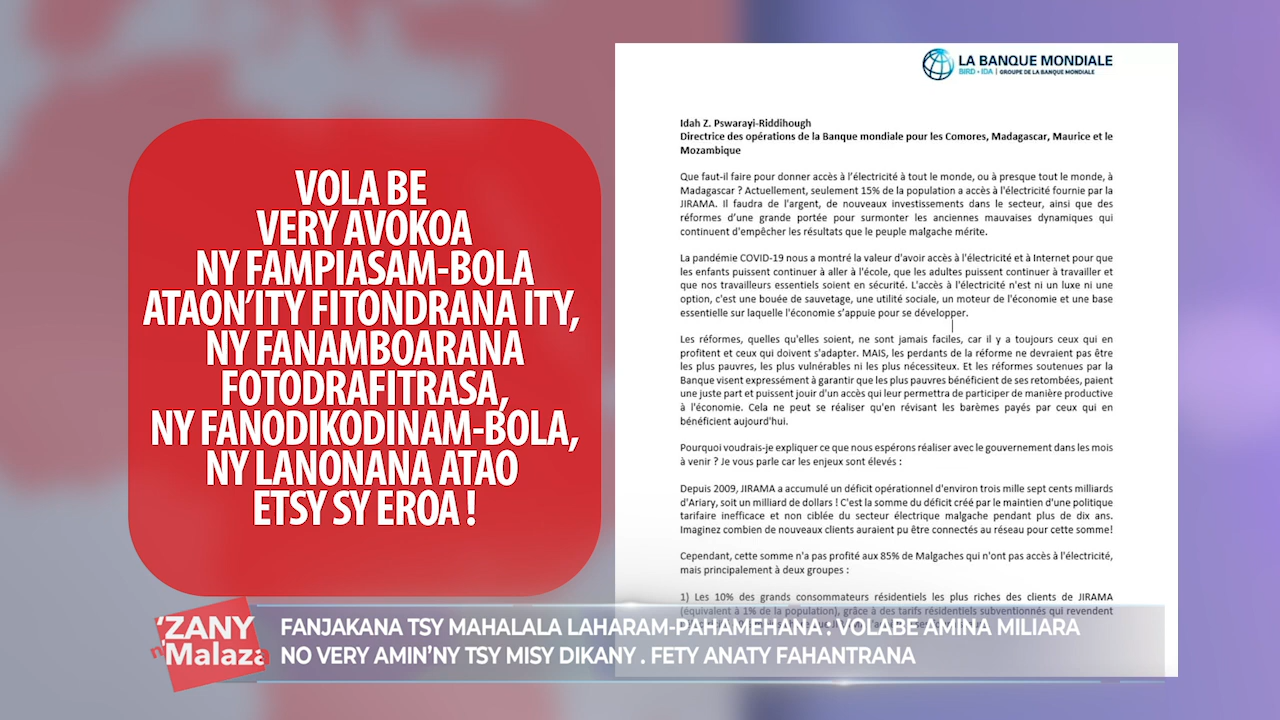 VOLA BE
VERY AVOKOA
NY FAMPIASAM-BOLA
ATAON'ITY FITONDRANA ITY,
NY FANAMBOARANA
FOTODRAFITRASA,
NY FANODIKODINAM-BOLA,
NY LANONANA ATAO
ETSY SY EROA !
LA BANQUE MONDIALE
BIRD • IDA | GROUPE DE LA BANQUE MONDIALE
Idah Z. Pswarayi-Riddihough
Directrice des opérations de la Banque mondiale pour les Comores, Madagascar, Maurice et le
Mozambique
Que faut-il faire pour donner accès à l'électricité à tout le monde, ou à presque tout le monde, à
Madagascar ? Actuellement, seulement 15% de la population a accès à l'électricité fournie par la
JIRAMA. Il faudra de l'argent, de nouveaux investissements dans le secteur, ainsi que des
réformes d'une grande portée pour surmonter les anciennes mauvaises dynamiques qui
continuent d'empêcher les résultats que le peuple malgache mérite.
La pandémie COVID-19 nous a montré la valeur d'avoir accès à l'électricité et à Internet pour que
les enfants puissent continuer à aller à l'école, que les adultes puissent continuer à travailler et
que nos travailleurs essentiels soient en sécurité. L'accès à l'électricité n'est ni un luxe ni une
option, c'est une bouée de sauvetage, une utilité sociale, un moteur de l'économie et une base
essentielle sur laquelle l'économie s'appuie pour se développer.
Les réformes, quelles qu'elles soient, ne sont jamais faciles, car il y a toujours ceux qui en
profitent et ceux qui doivent s'adapter. MAIS, les perdants de la réforme ne devraient pas être
les plus pauvres, les plus vulnérables ni les plus nécessiteux. Et les réformes soutenues par la
Banque visent expressément à garantir que les plus pauvres bénéficient de ses retombées, paient
une juste part et puissent jouir d'un accès qui leur permettra de participer de manière productive
à l'économie. Cela ne peut se réaliser qu'en révisant les barèmes payés par ceux qui en
bénéficient aujourd'hui.
Pourquoi voudrais-je expliquer ce que nous espérons réaliser avec le gouvernement dans les mois
à venir ? Je vous parle car les enjeux sont élevés :
Depuis 2009, JIRAMA a accumulé un déficit opérationnel d'environ trois mille sept cents milliards
d'Ariary, soit un milliard de dollars ! C'est la somme du déficit créé par le maintien d'une politique
tarifaire inefficace et non ciblée du secteur électrique malgache pendant plus de dix ans.
Imaginez combien de nouveaux clients auraient pu être connectés au réseau pour cette somme!
Cependant, cette somme n'a pas profité aux 85% de Malgaches qui n'ont pas accès à l'électricité,
mais principalement à deux groupes :
1) Les 10% des grands consommateurs résidentiels les plus riches des clients de JIRAMA
(équivalent à 1% de la population), grâce à des tarifs résidentiels subventionnés qui revendent
'ZANY
n'Malaza
FANJAKANA TSY MAHALALA LAHARAM-PAHAMEHANA : VOLABE AMINA MILIARA
NO VERY AMIN'NY TSY MISY DIKANY . FETY ANATY FAHANTRANA